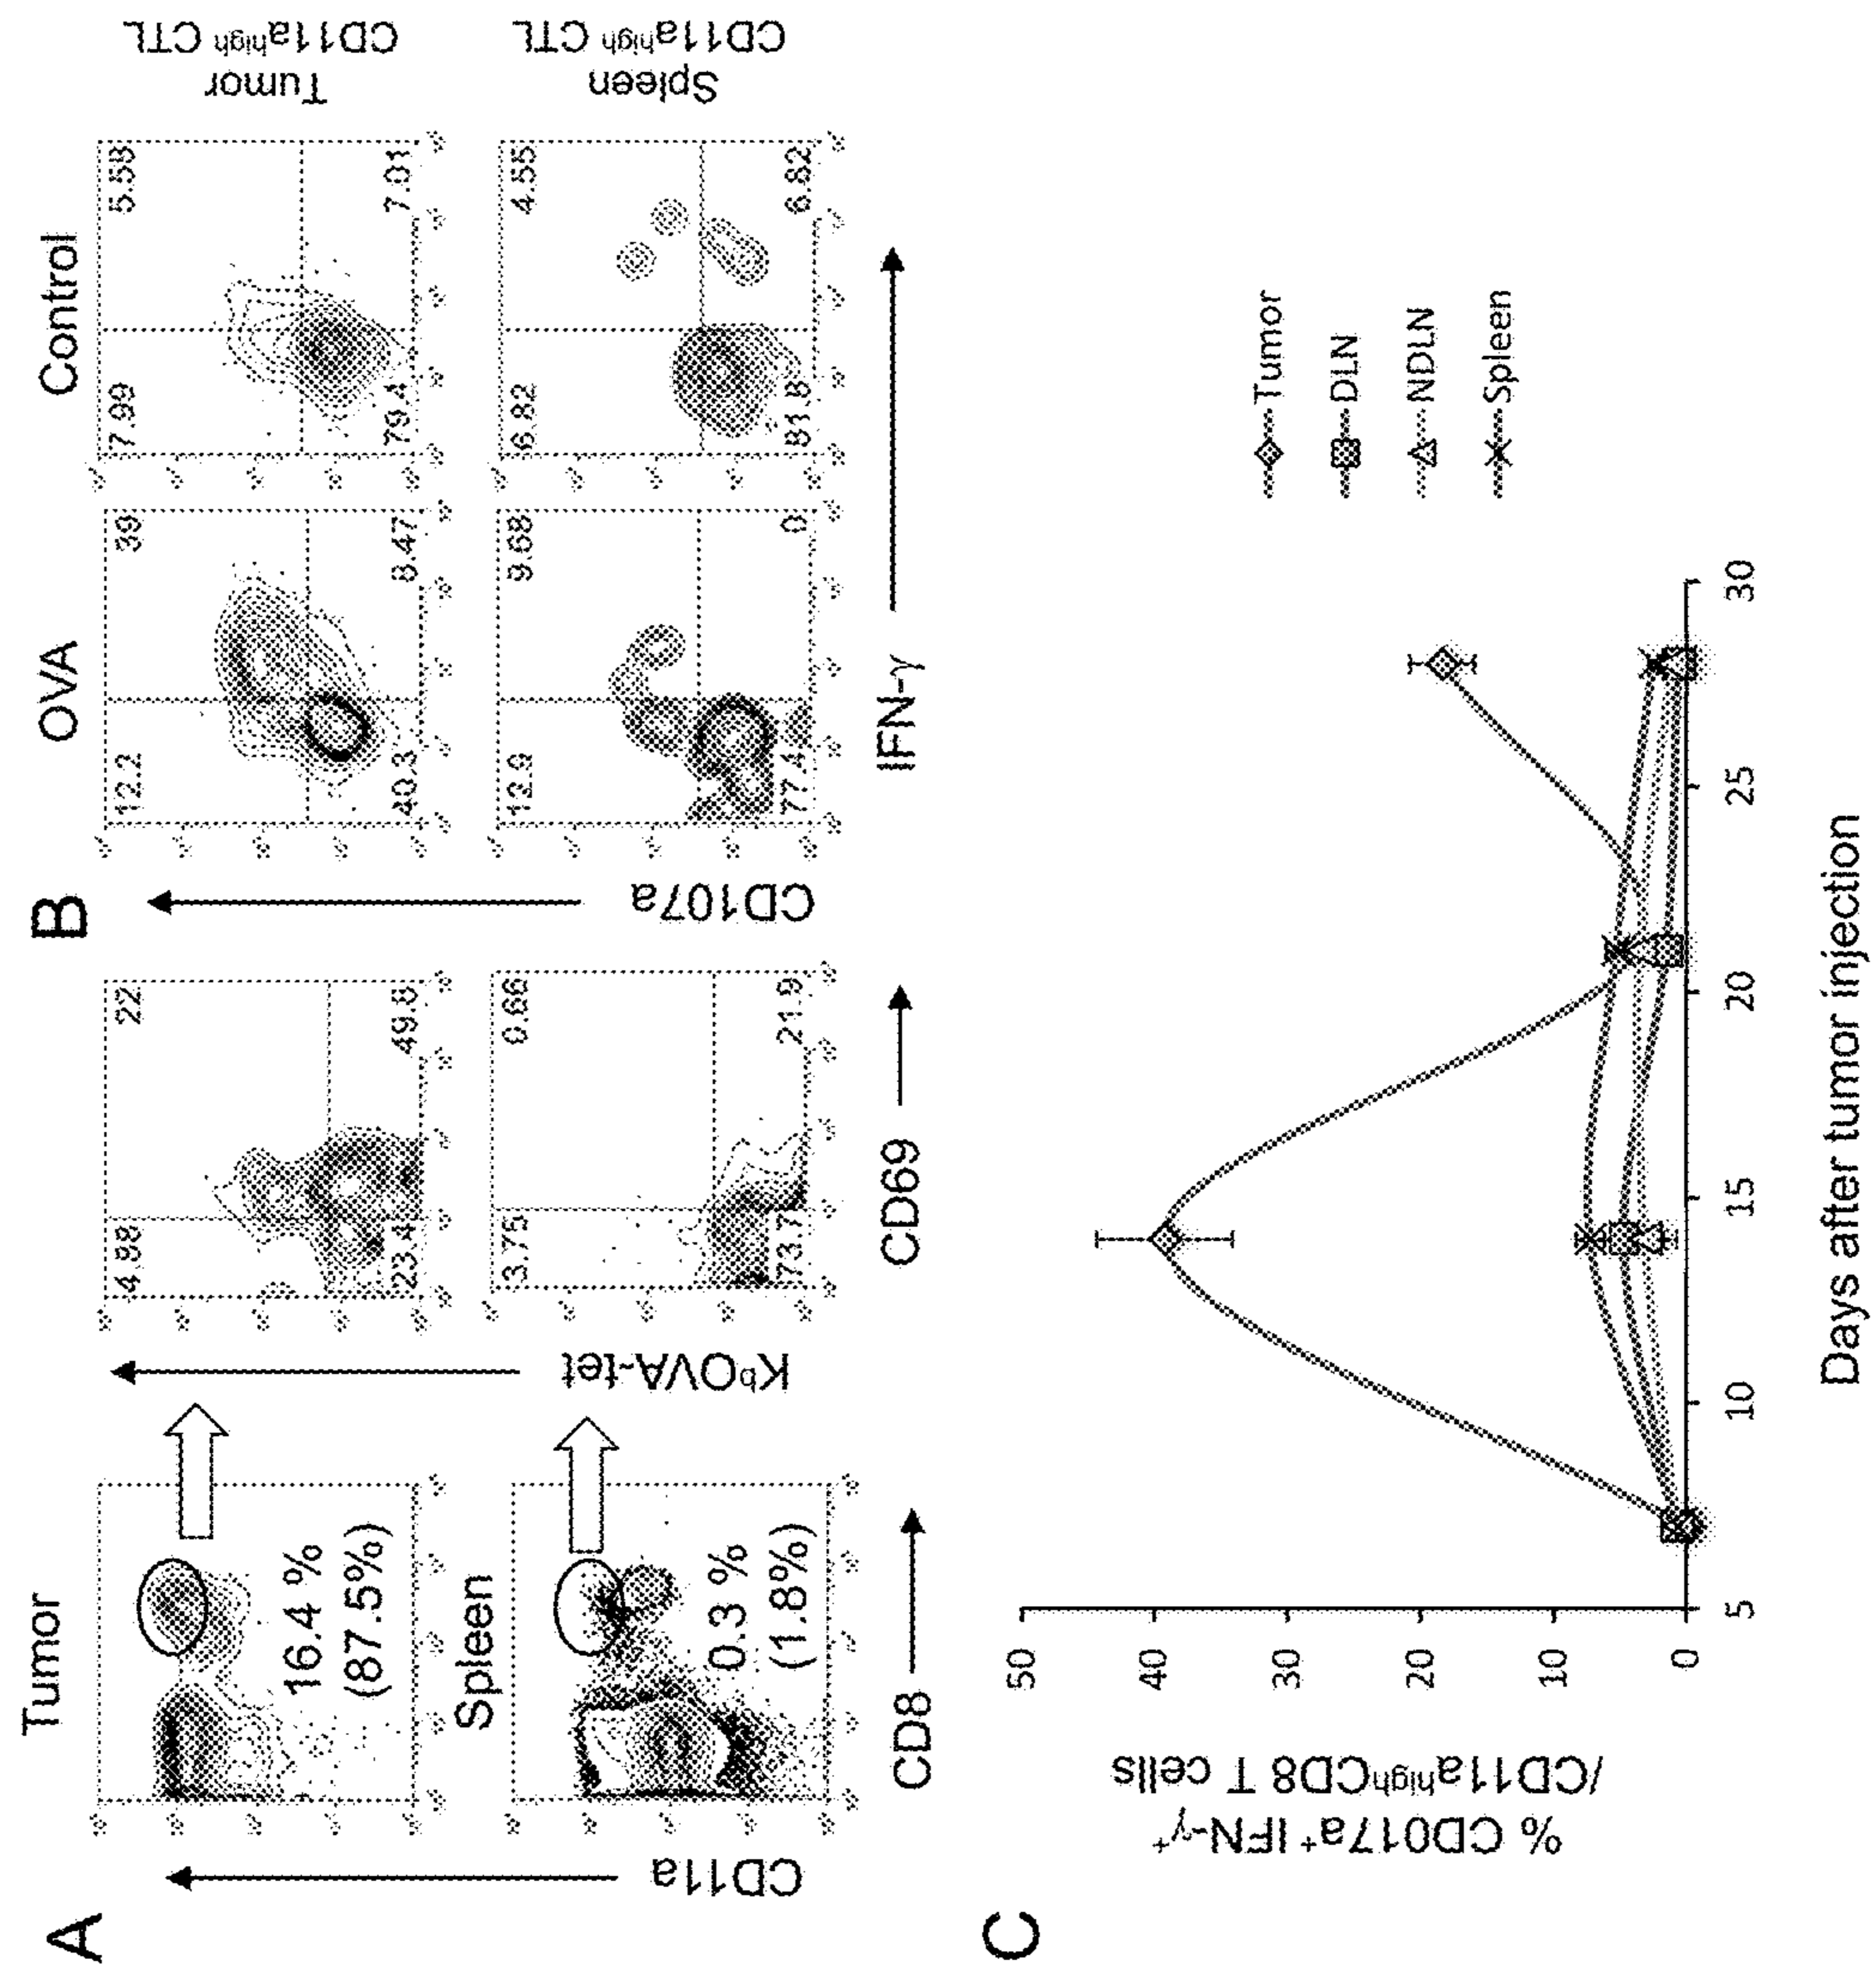 A
Tumor
16.4 %
(87.5%)
Spleen
0.3 %
(1.8%)
CD11a
CD8
4.88
22
23.4
49.8
3.75
0.66
73.7
21.9
KᵇOVA-tet
CD69
B
OVA
Control
12.2
39
40.3
8.47
7.99
5.58
79.4
7.01
Tumor
CD11aʰⁱᵍʰ CTL
12.9
9.68
77.4
0
6.82
4.55
81.8
6.82
Spleen
CD11aʰⁱᵍʰ CTL
CD107a
IFN-γ
C
% CD017a⁺ IFN-γ⁺
/CD11aʰⁱᵍʰCD8 T cells
50
40
30
20
10
0
5
10
15
20
25
30
Days after tumor injection
Tumor
DLN
NDLN
Spleen